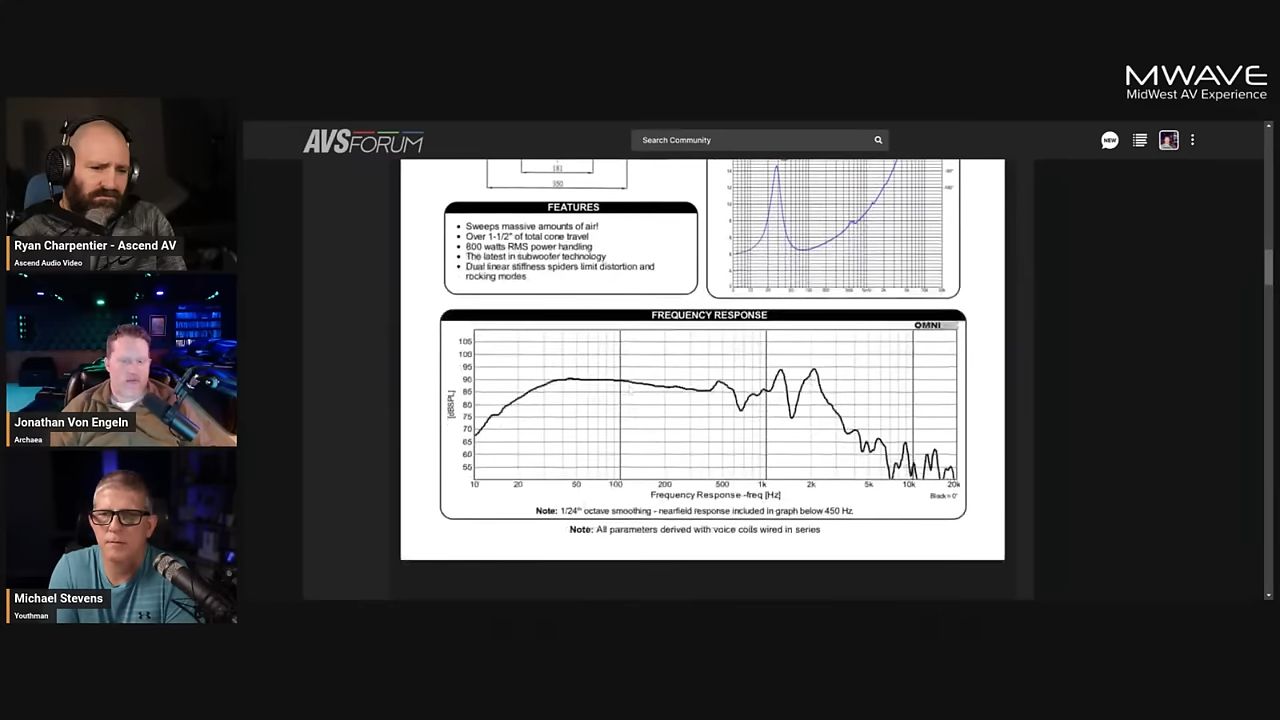 MWAVE
MidWest AV Experience
AVSFORUM
Search Community
NEW
181
350
FEATURES
• Sweeps massive amounts of air!
• Over 1-1/2" of total cone travel
• 800 watts RMS power handling
• The latest in subwoofer technology
• Dual linear stiffness spiders limit distortion and
rocking modes
FREQUENCY RESPONSE
OMNI
105
100
95
90
85
80
75
70
65
60
55
[dBSPL]
10 20 50 100 200 500 1k 2k 5k 10k 20k
Frequency Response -freq [Hz]
Black = 0°
Note: 1/24th octave smoothing - nearfield response included in graph below 450 Hz.
Note: All parameters derived with voice coils wired in series
Ryan Charpentier - Ascend AV
Ascend Audio Video
Jonathan Von Engeln
Archaea
Michael Stevens
Youthman